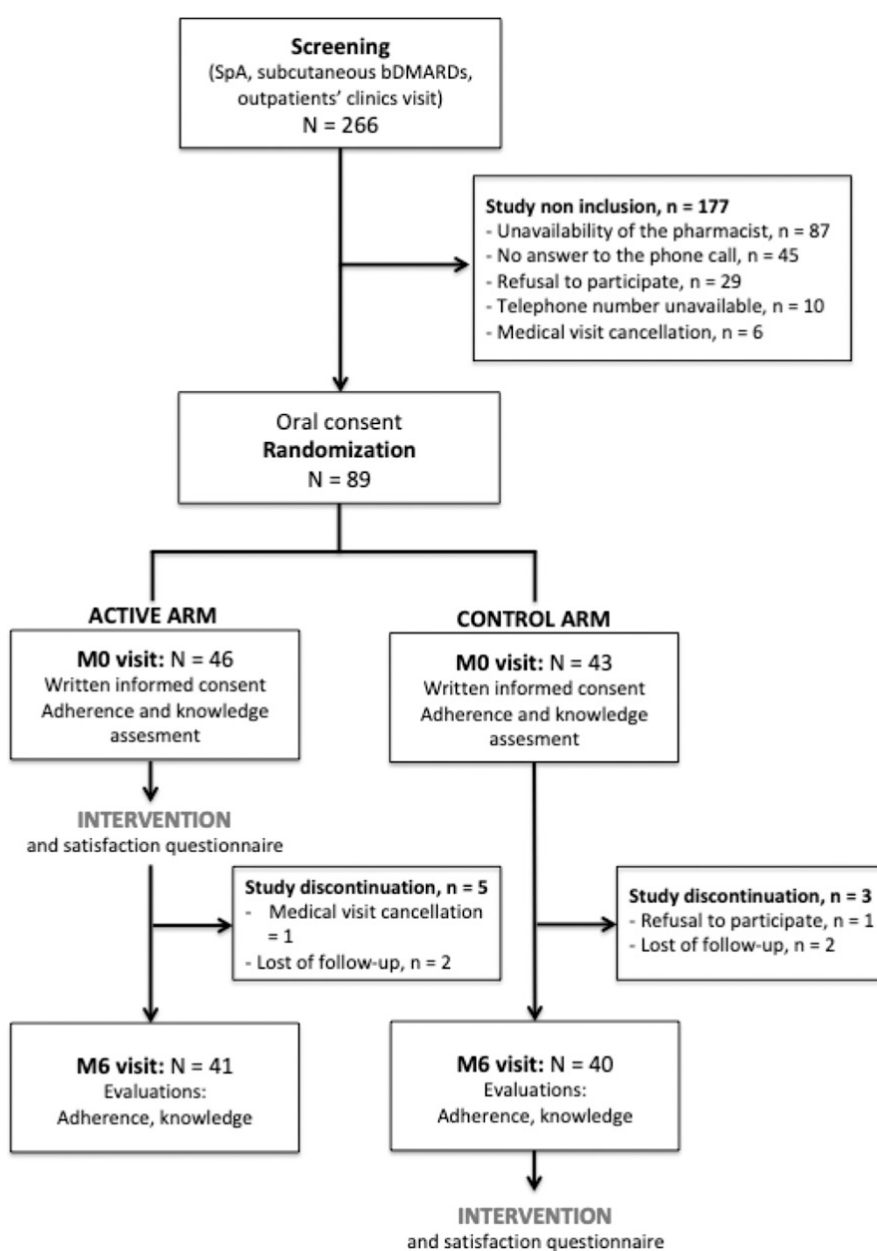 Screening
(SpA, subcutaneous bDMARDs,
outpatients' clinics visit)
N = 266
Study non inclusion, n = 177
- Unavailability of the pharmacist, n = 87
- No answer to the phone call, n = 45
- Refusal to participate, n = 29
- Telephone number unavailable, n = 10
- Medical visit cancellation, n = 6
Oral consent
Randomization
N = 89
ACTIVE ARM
M0 visit: N = 46
Written informed consent
Adherence and knowledge
assesment
INTERVENTION
and satisfaction questionnaire
Study discontinuation, n = 5
- Medical visit cancellation
= 1
- Lost of follow-up, n = 2
M6 visit: N = 41
Evaluations:
Adherence, knowledge
CONTROL ARM
M0 visit: N = 43
Written informed consent
Adherence and knowledge
assesment
Study discontinuation, n = 3
- Refusal to participate, n = 1
- Lost of follow-up, n = 2
M6 visit: N = 40
Evaluations:
Adherence, knowledge
INTERVENTION
and satisfaction questionnaire